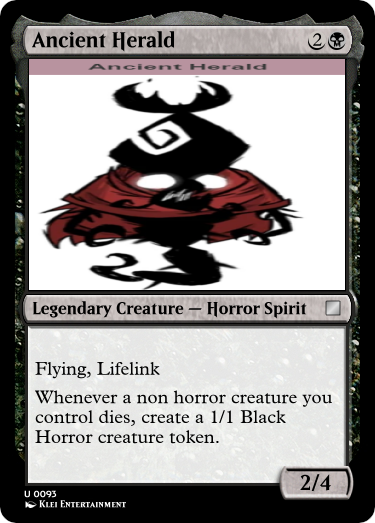 Ancient Herald 2
Ancient Herald
Legendary Creature — Horror Spirit
Flying, Lifelink
Whenever a non horror creature you
control dies, create a 1/1 Black
Horror creature token.
2/4
U 0093
Klei Entertainment